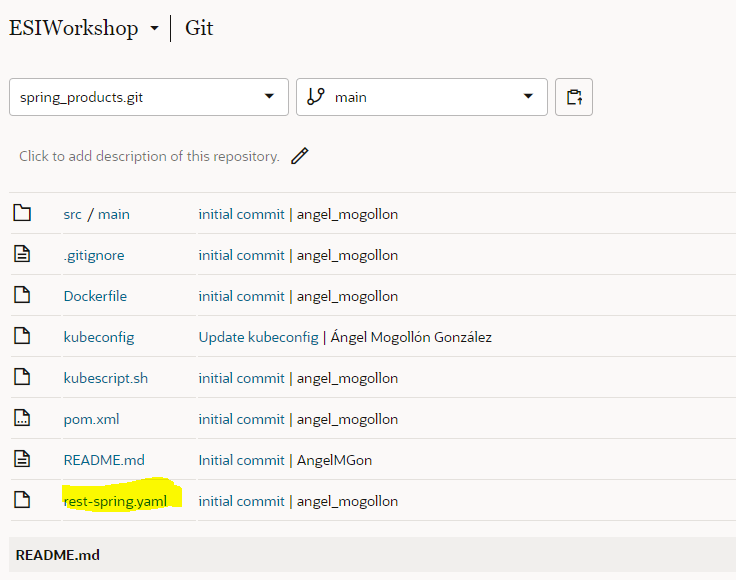 ESIWorkshop Git
spring_products.git main
Click to add description of this repository.
src / main initial commit | angel_mogollon
.gitignore initial commit | angel_mogollon
Dockerfile initial commit | angel_mogollon
kubeconfig Update kubeconfig | Ángel Mogollón González
kubescript.sh initial commit | angel_mogollon
pom.xml initial commit | angel_mogollon
README.md Initial commit | AngelMGon
rest-spring.yaml initial commit | angel_mogollon
README.md